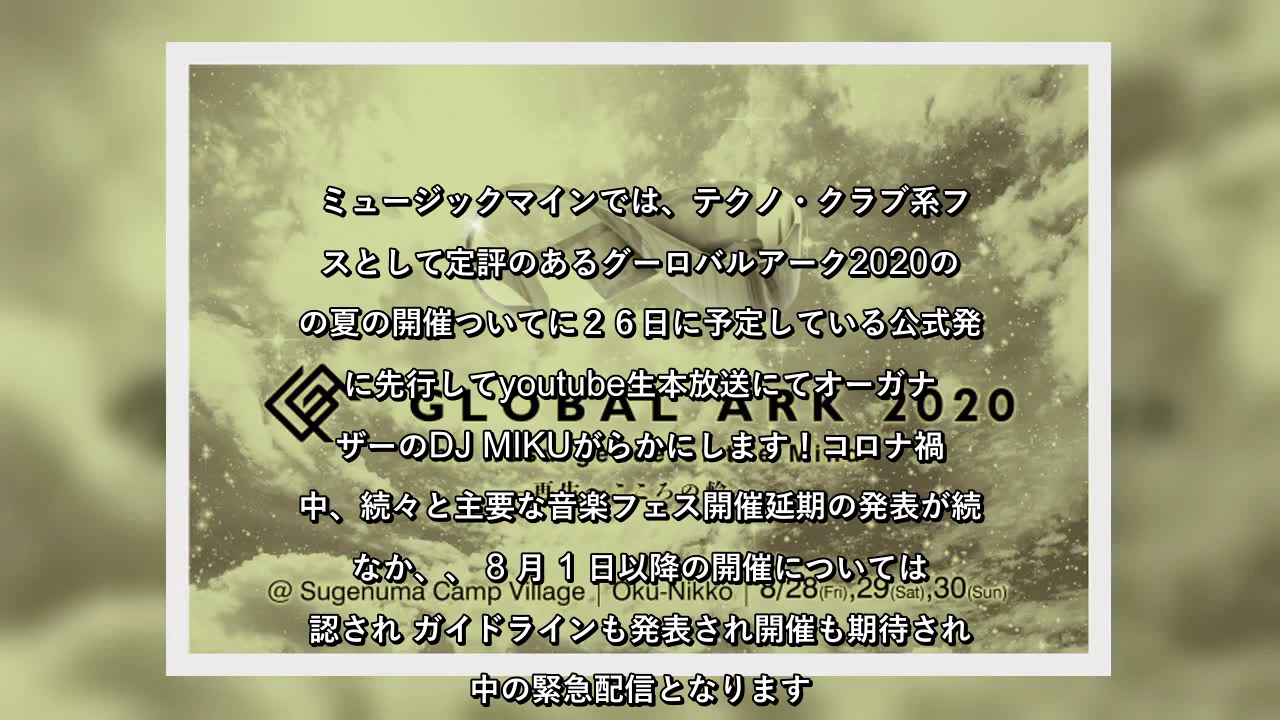 ミュージックマインでは、テクノ・クラブ系フ
スとして定評のあるグーロバルアーク2020の
の夏の開催ついてに２６日に予定している公式発
に先行してyoutube生本放送にてオーガナ
GLOBAL ARK 2020
ザーのDJ MIKUがらかにします！コロナ禍
中、続々と主要な音楽フェス開催延期の発表が続
なか、、８月１日以降の開催については
@ Sugenuma Camp Village | Oku-Nikko | 8/28(Fri),29(Sat),30(Sun)
認され ガイドラインも発表され開催も期待され
中の緊急配信となります